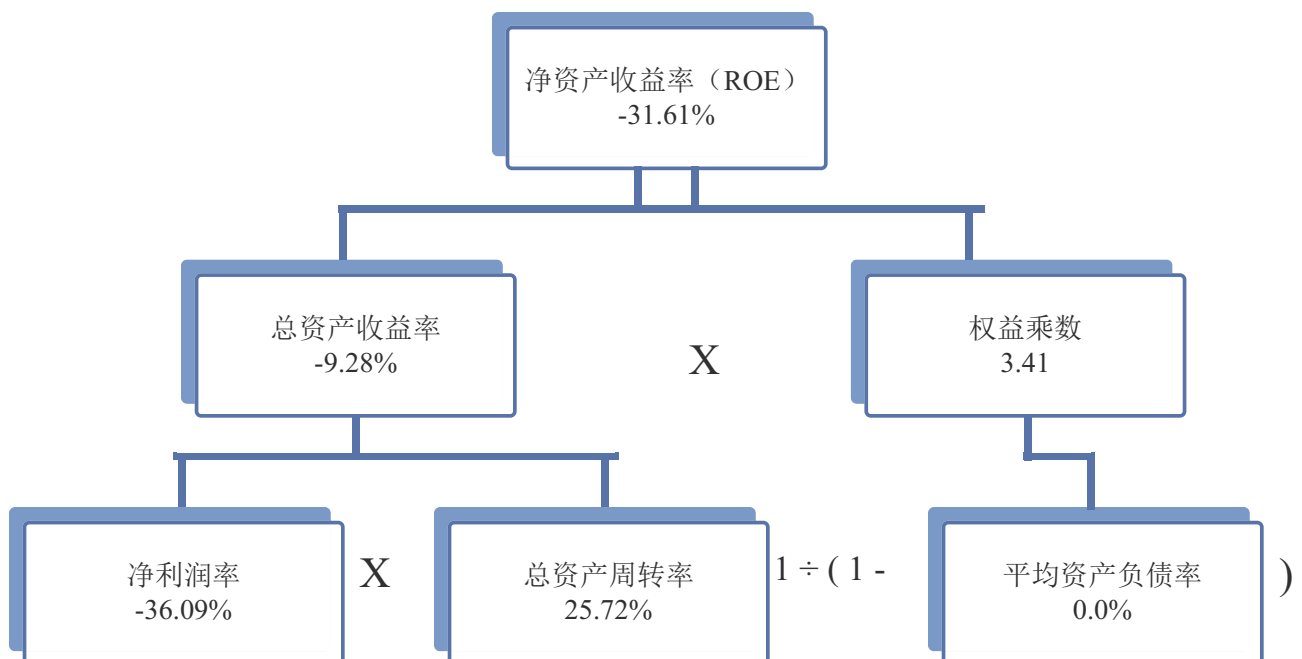 净资产收益率（ROE）
-31.61%
总资产收益率
-9.28%
X
权益乘数
3.41
净利润率
-36.09%
X
总资产周转率
25.72%
1 ÷ ( 1 -
平均资产负债率
0.0%
)